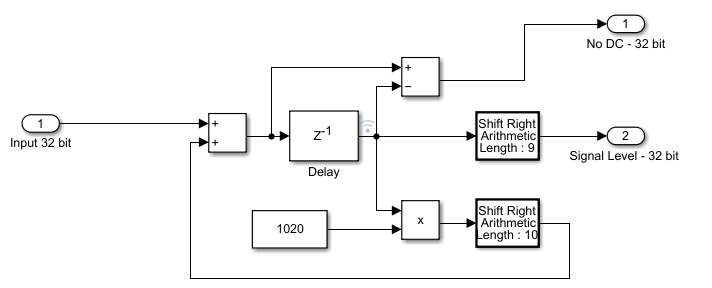 1
No DC - 32 bit
+
−
1
Input 32 bit
+
+
Z-1
Delay
Shift Right
Arithmetic
Length : 9
2
Signal Level - 32 bit
1020
x
Shift Right
Arithmetic
Length : 10